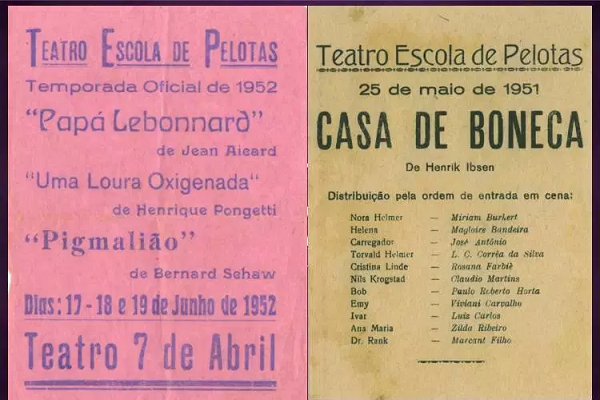 TEATRO ESCOLA DE PELOTAS
Temporada Oficial de 1952
"Papá Lebonnard"
de Jean Aicard
"Uma Loura Oxigenada"
de Henrique Pongetti
"Pigmalião"
de Bernard Schaw
Dias: 17-18 e 19 de Junho de 1952
Teatro 7 de Abril
Teatro Escola de Pelotas
25 de maio de 1951
CASA DE BONECA
De Henrik Ibsen
Distribuição pela ordem de entrada em cena:
Nora Helmer — Miriam Burkert
Helena — Magloire Bandeira
Carregador — José Antônio
Torvald Helmer — L. C. Corrêa da Silva
Cristina Linde — Rosana Farbiê
Nils Krogstad — Claudio Martins
Bob — Paulo Roberto Horta
Emy — Viviani Carvalho
Ivar — Luiz Carlos
Ana Maria — Zilda Ribeiro
Dr. Rank — Marcant Filho